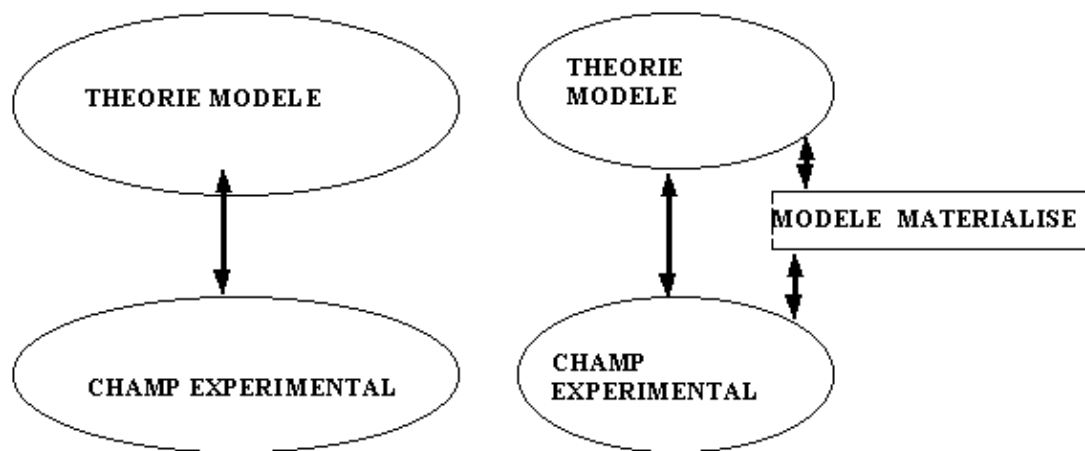 THEORIE MODELE
CHAMP EXPERIMENTAL
THEORIE
MODELE
MODELE MATERIALISE
CHAMP
EXPERIMENTAL